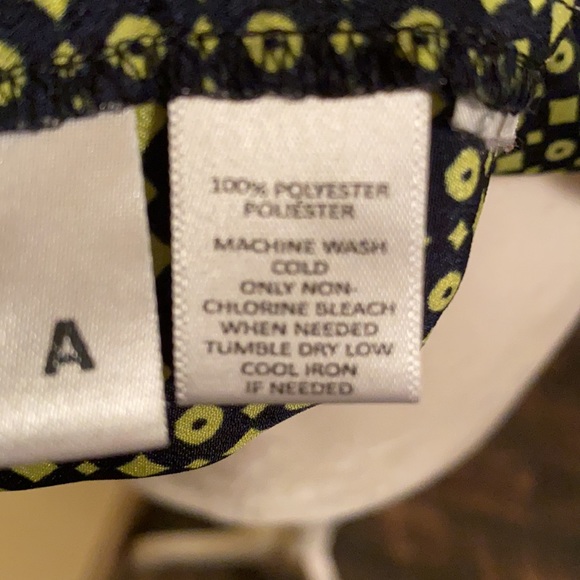 100% POLYESTER
POLIÉSTER
MACHINE WASH
COLD
ONLY NON-
CHLORINE BLEACH
WHEN NEEDED
TUMBLE DRY LOW
COOL IRON
IF NEEDED
A